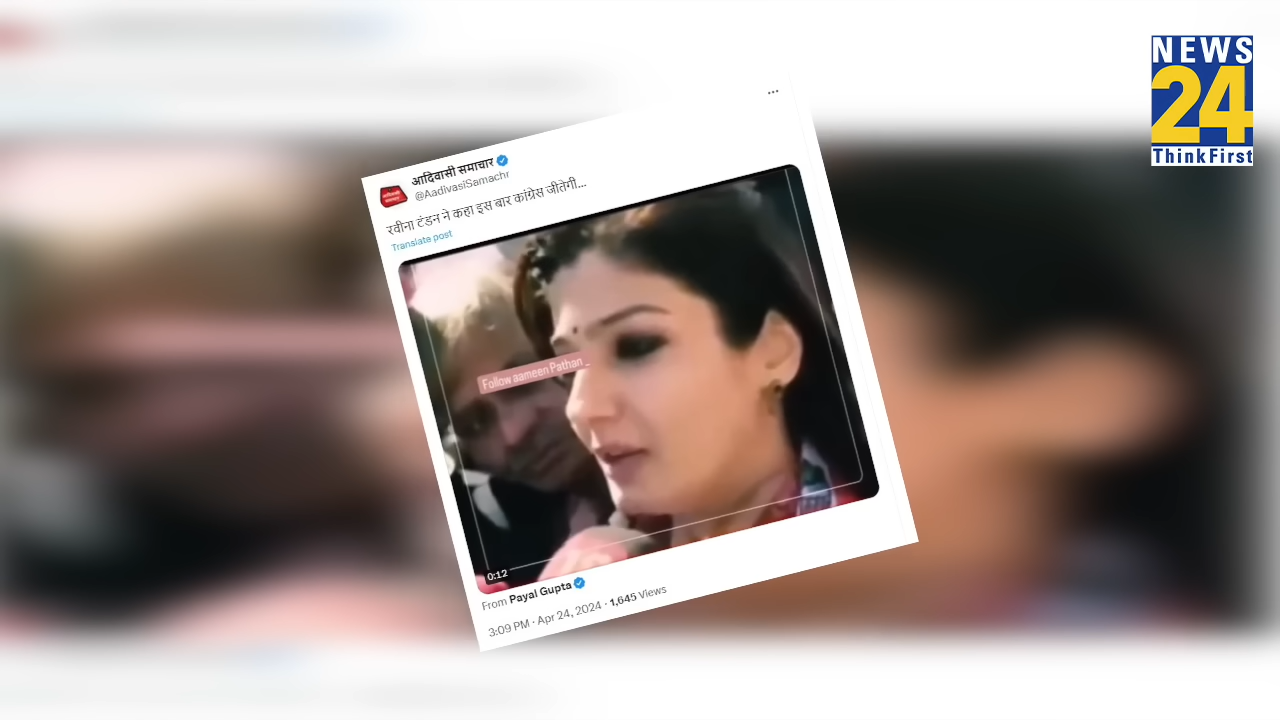 NEWS
24
ThinkFirst
आदिवासी समाचार
@AadivasiSamachr
रवीना टंडन ने कहा इस बार कांग्रेस जीतेगी...
Translate post
Follow aameen Pathan _
0:12
From Payal Gupta
3:09 PM · Apr 24, 2024 · 1,645 Views